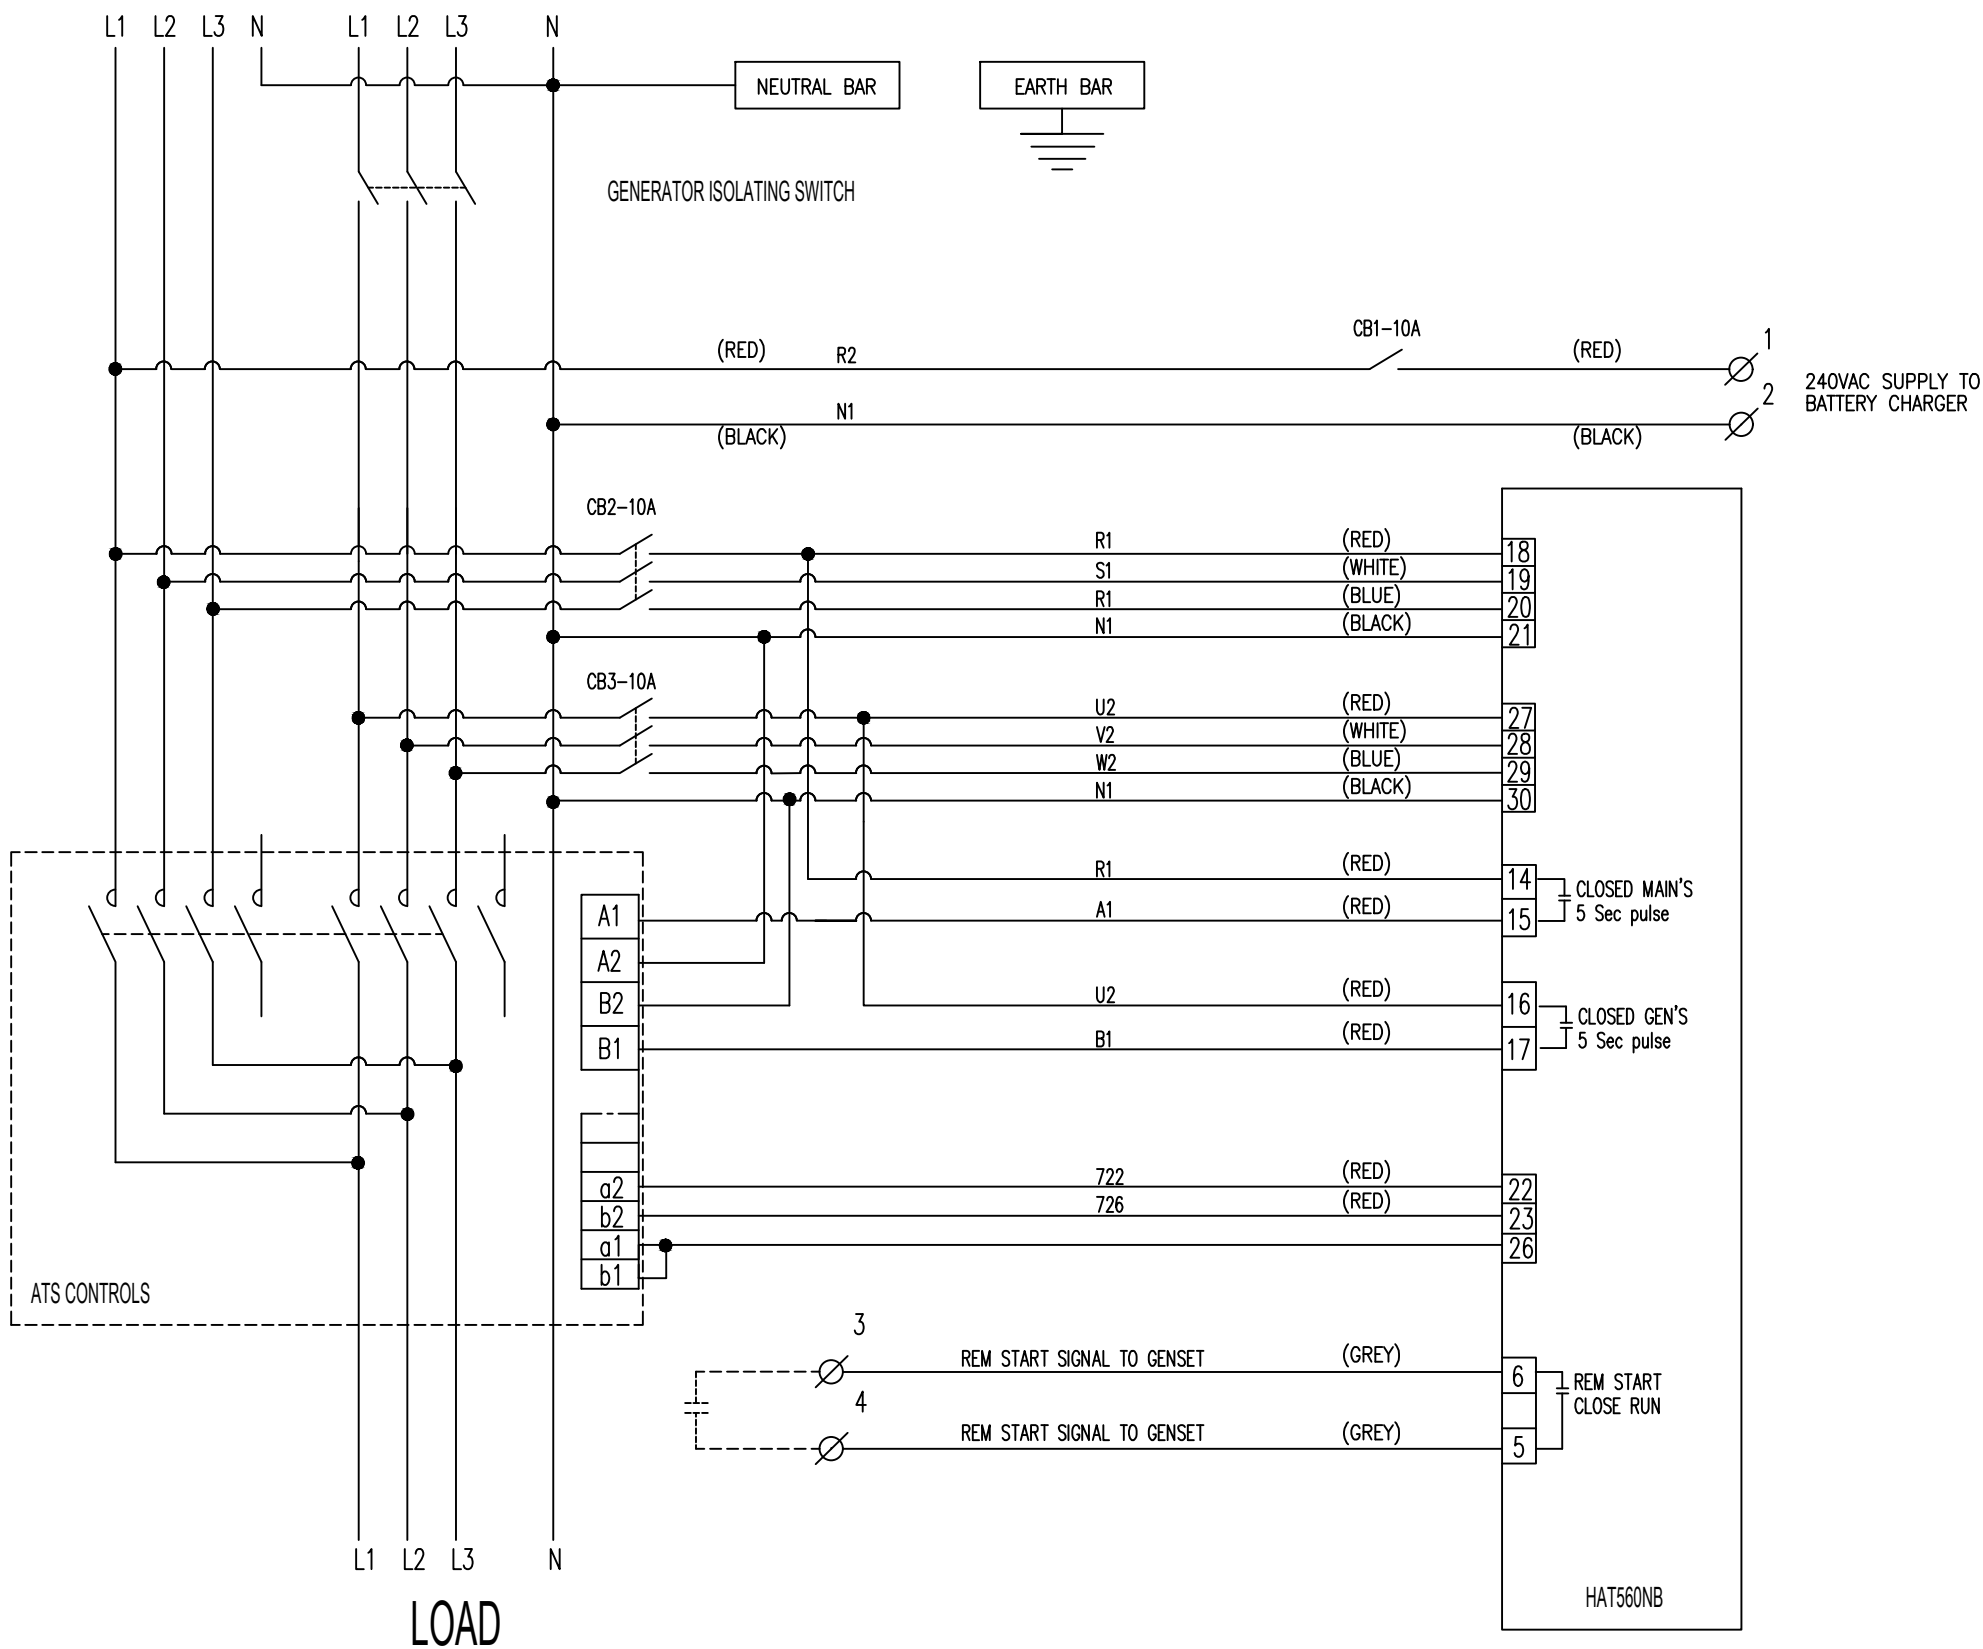 L1 L2 L3 N L1 L2 L3 N
NEUTRAL BAR
EARTH BAR
GENERATOR ISOLATING SWITCH
CB1-10A
(RED) R2 (RED) 1
240VAC SUPPLY TO
BATTERY CHARGER
2
N1
(BLACK) (BLACK)
CB2-10A
R1 (RED) 18
S1 (WHITE) 19
R1 (BLUE) 20
N1 (BLACK) 21
CB3-10A
U2 (RED) 27
V2 (WHITE) 28
W2 (BLUE) 29
N1 (BLACK) 30
R1 (RED) 14
CLOSED MAIN'S
5 Sec pulse
A1 A1 (RED) 15
A2
B2 U2 (RED) 16
CLOSED GEN'S
5 Sec pulse
B1 B1 (RED) 17
a2 722 (RED) 22
b2 726 (RED) 23
a1 26
b1
ATS CONTROLS
3
REM START SIGNAL TO GENSET (GREY) 6
REM START
CLOSE RUN
4
REM START SIGNAL TO GENSET (GREY) 5
L1 L2 L3 N
LOAD
HAT560NB